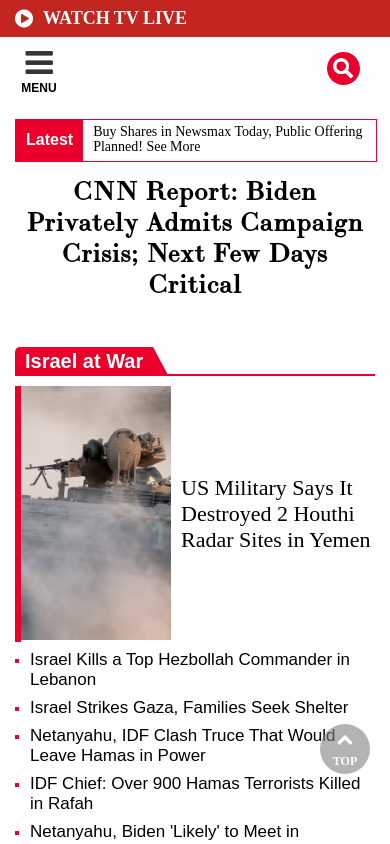 WATCH TV LIVE
MENU
Latest
Buy Shares in Newsmax Today, Public Offering
Planned! See More
CNN Report: Biden
Privately Admits Campaign
Crisis; Next Few Days
Critical
Israel at War
US Military Says It
Destroyed 2 Houthi
Radar Sites in Yemen
Israel Kills a Top Hezbollah Commander in
Lebanon
Israel Strikes Gaza, Families Seek Shelter
Netanyahu, IDF Clash Truce That Would
Leave Hamas in Power
TOP
IDF Chief: Over 900 Hamas Terrorists Killed
in Rafah
Netanyahu, Biden 'Likely' to Meet in